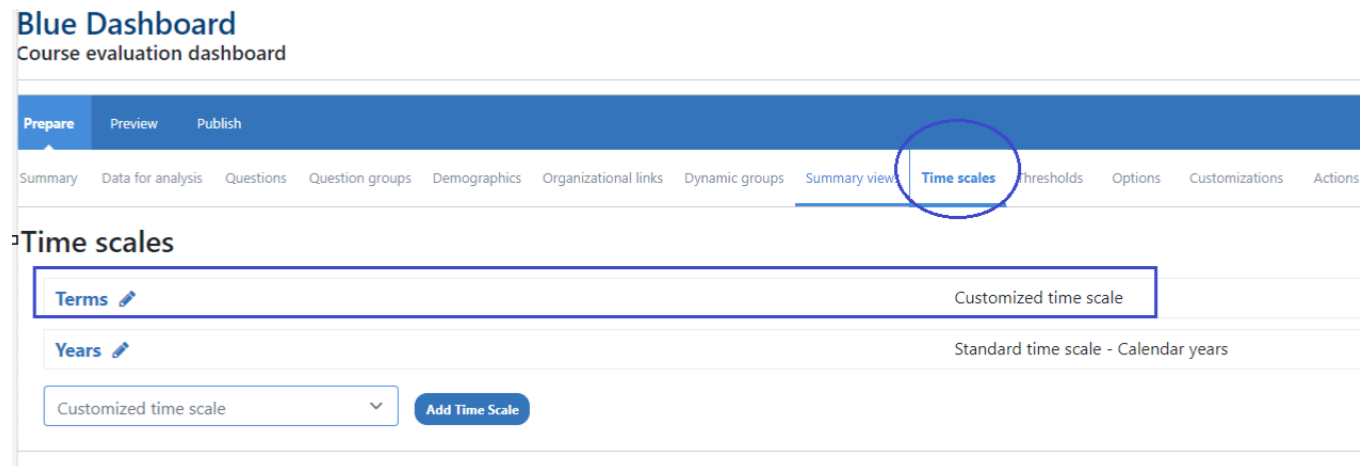 Blue Dashboard
Course evaluation dashboard
Prepare Preview Publish
Summary Data for analysis Questions Question groups Demographics Organizational links Dynamic groups Summary views Time scales Thresholds Options Customizations Actions
Time scales
Terms Customized time scale
Years Standard time scale - Calendar years
Customized time scale Add Time Scale